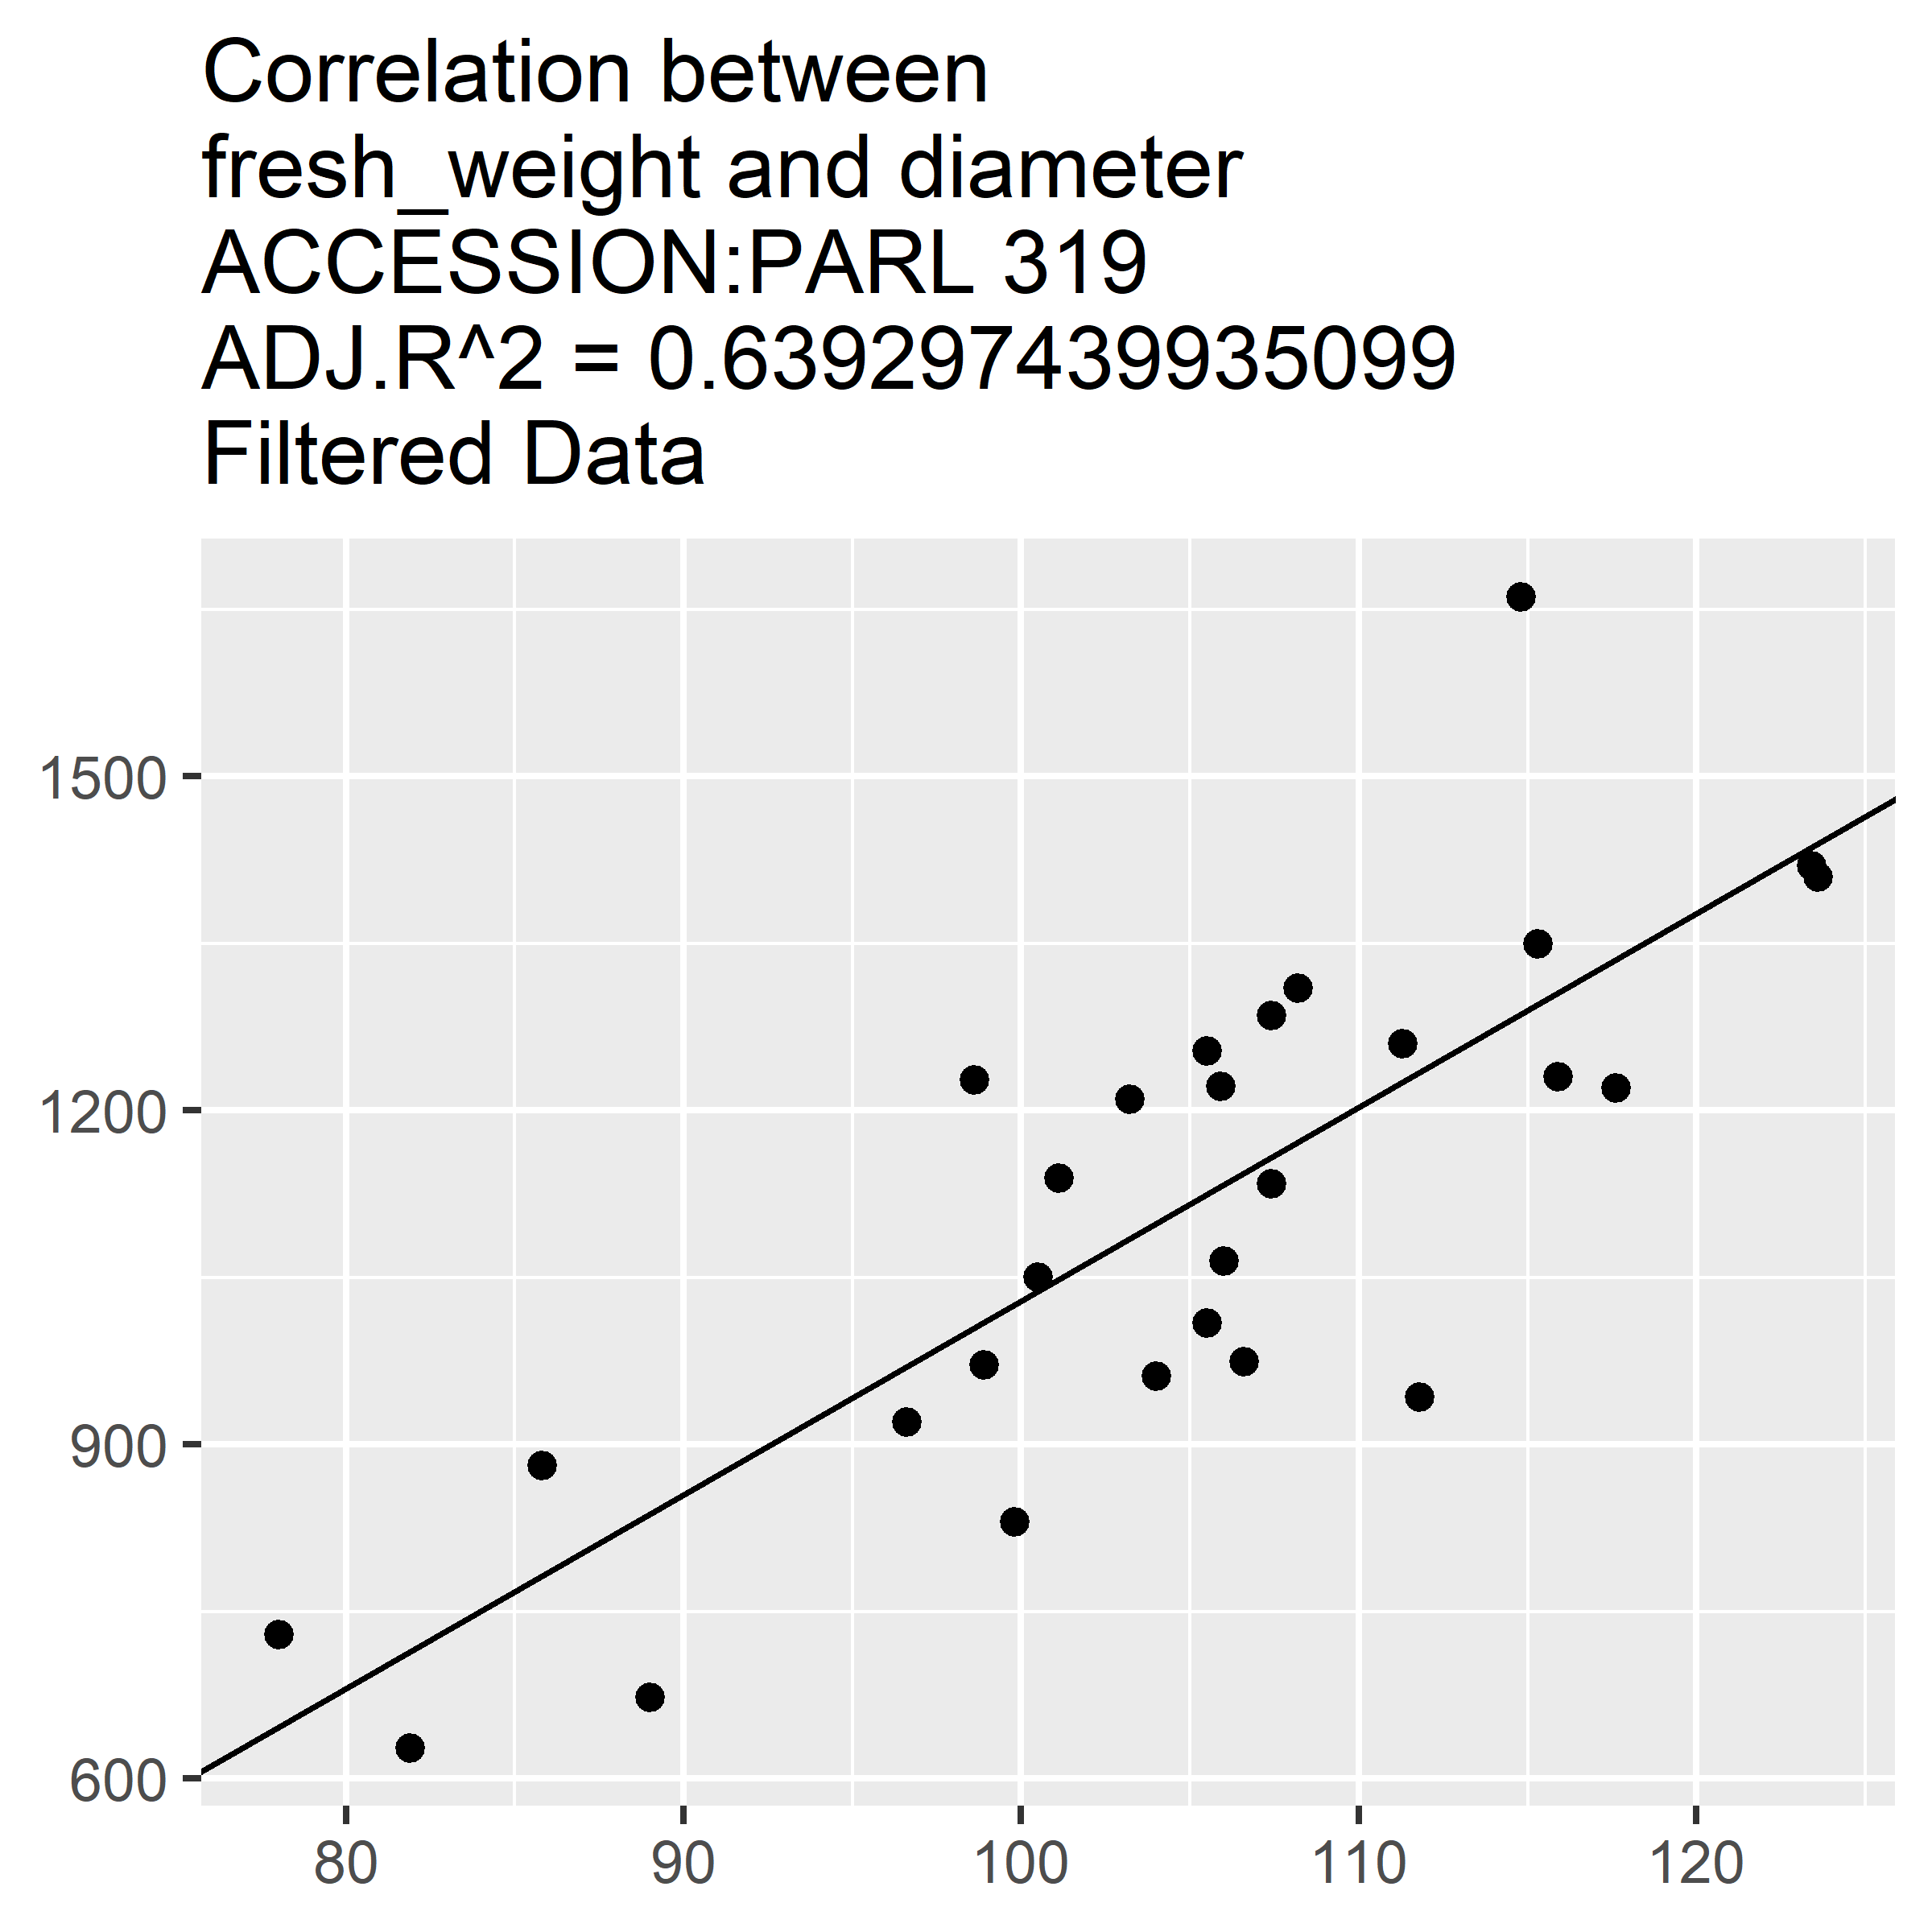 Correlation between
fresh_weight and diameter
ACCESSION:PARL 319
ADJ.R^2 = 0.639297439935099
Filtered Data
1500
1200
900
600
80 90 100 110 120